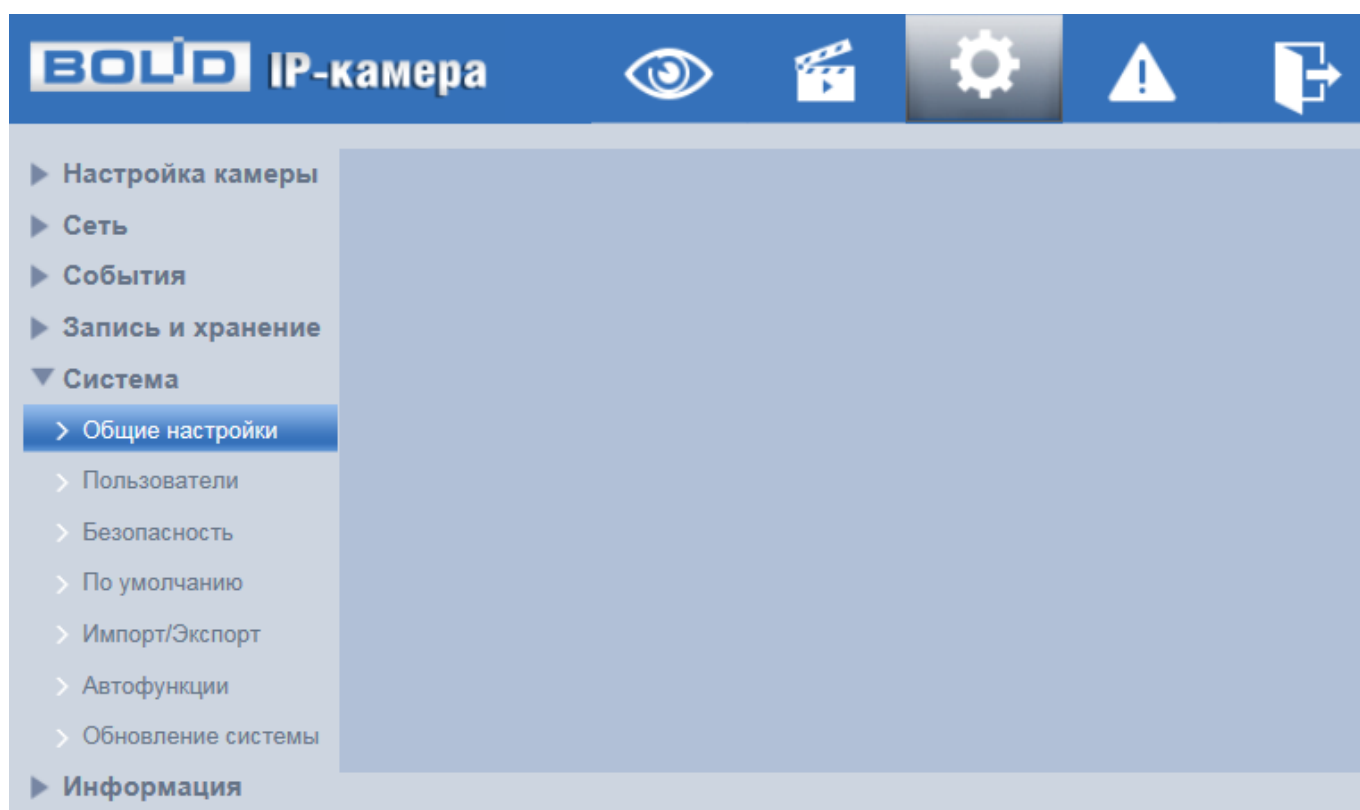 BOLID IP-камера
Настройка камеры
Сеть
События
Запись и хранение
Система
Общие настройки
Пользователи
Безопасность
По умолчанию
Импорт/Экспорт
Автофункции
Обновление системы
Информация